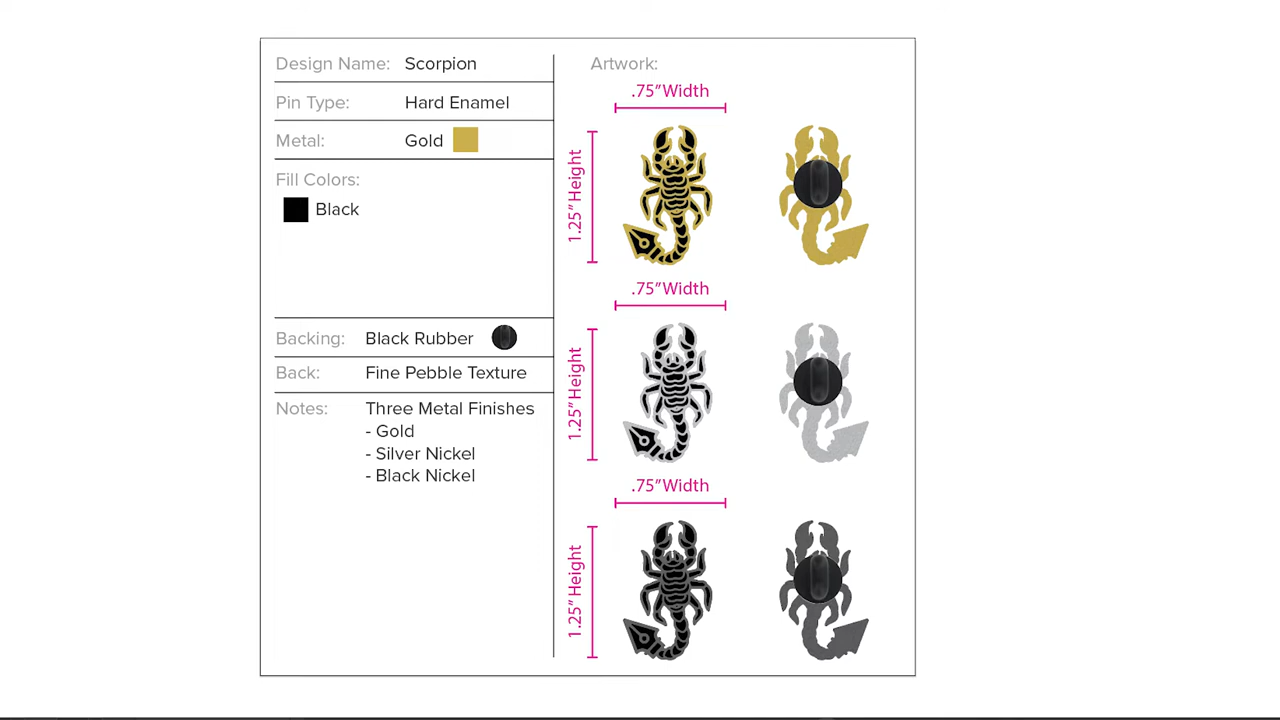 Design Name: Scorpion
Pin Type: Hard Enamel
Metal: Gold
Fill Colors:
Black
Backing: Black Rubber
Back: Fine Pebble Texture
Notes: Three Metal Finishes
- Gold
- Silver Nickel
- Black Nickel
Artwork:
.75" Width
1.25" Height
.75" Width
1.25" Height
.75" Width
1.25" Height